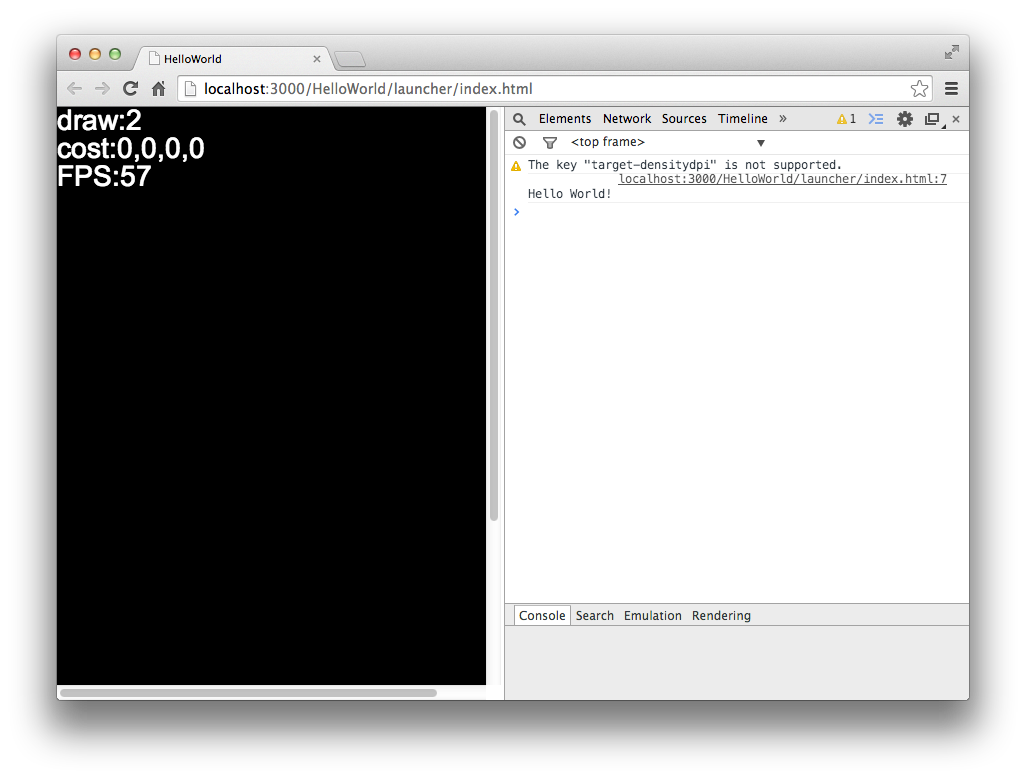 HelloWorld
localhost:3000/HelloWorld/launcher/index.html
draw:2
cost:0,0,0,0
FPS:57
Elements Network Sources Timeline » 1
<top frame>
The key "target-densitydpi" is not supported.
localhost:3000/HelloWorld/launcher/index.html:7
Hello World!
Console Search Emulation Rendering